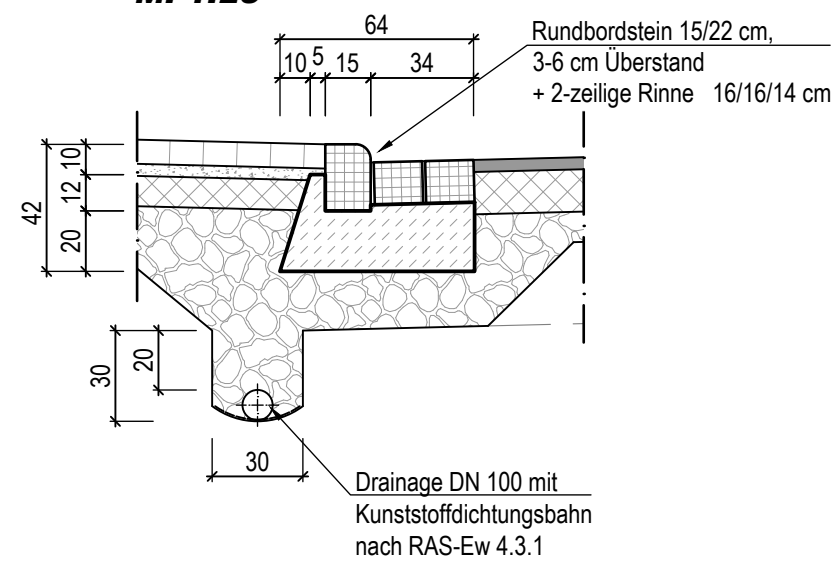 64
10 5 15 34
Rundbordstein 15/22 cm,
3-6 cm Überstand
+ 2-zeilige Rinne 16/16/14 cm
42
10
12
20
30
20
30
Drainage DN 100 mit
Kunststoffdichtungsbahn
nach RAS-Ew 4.3.1